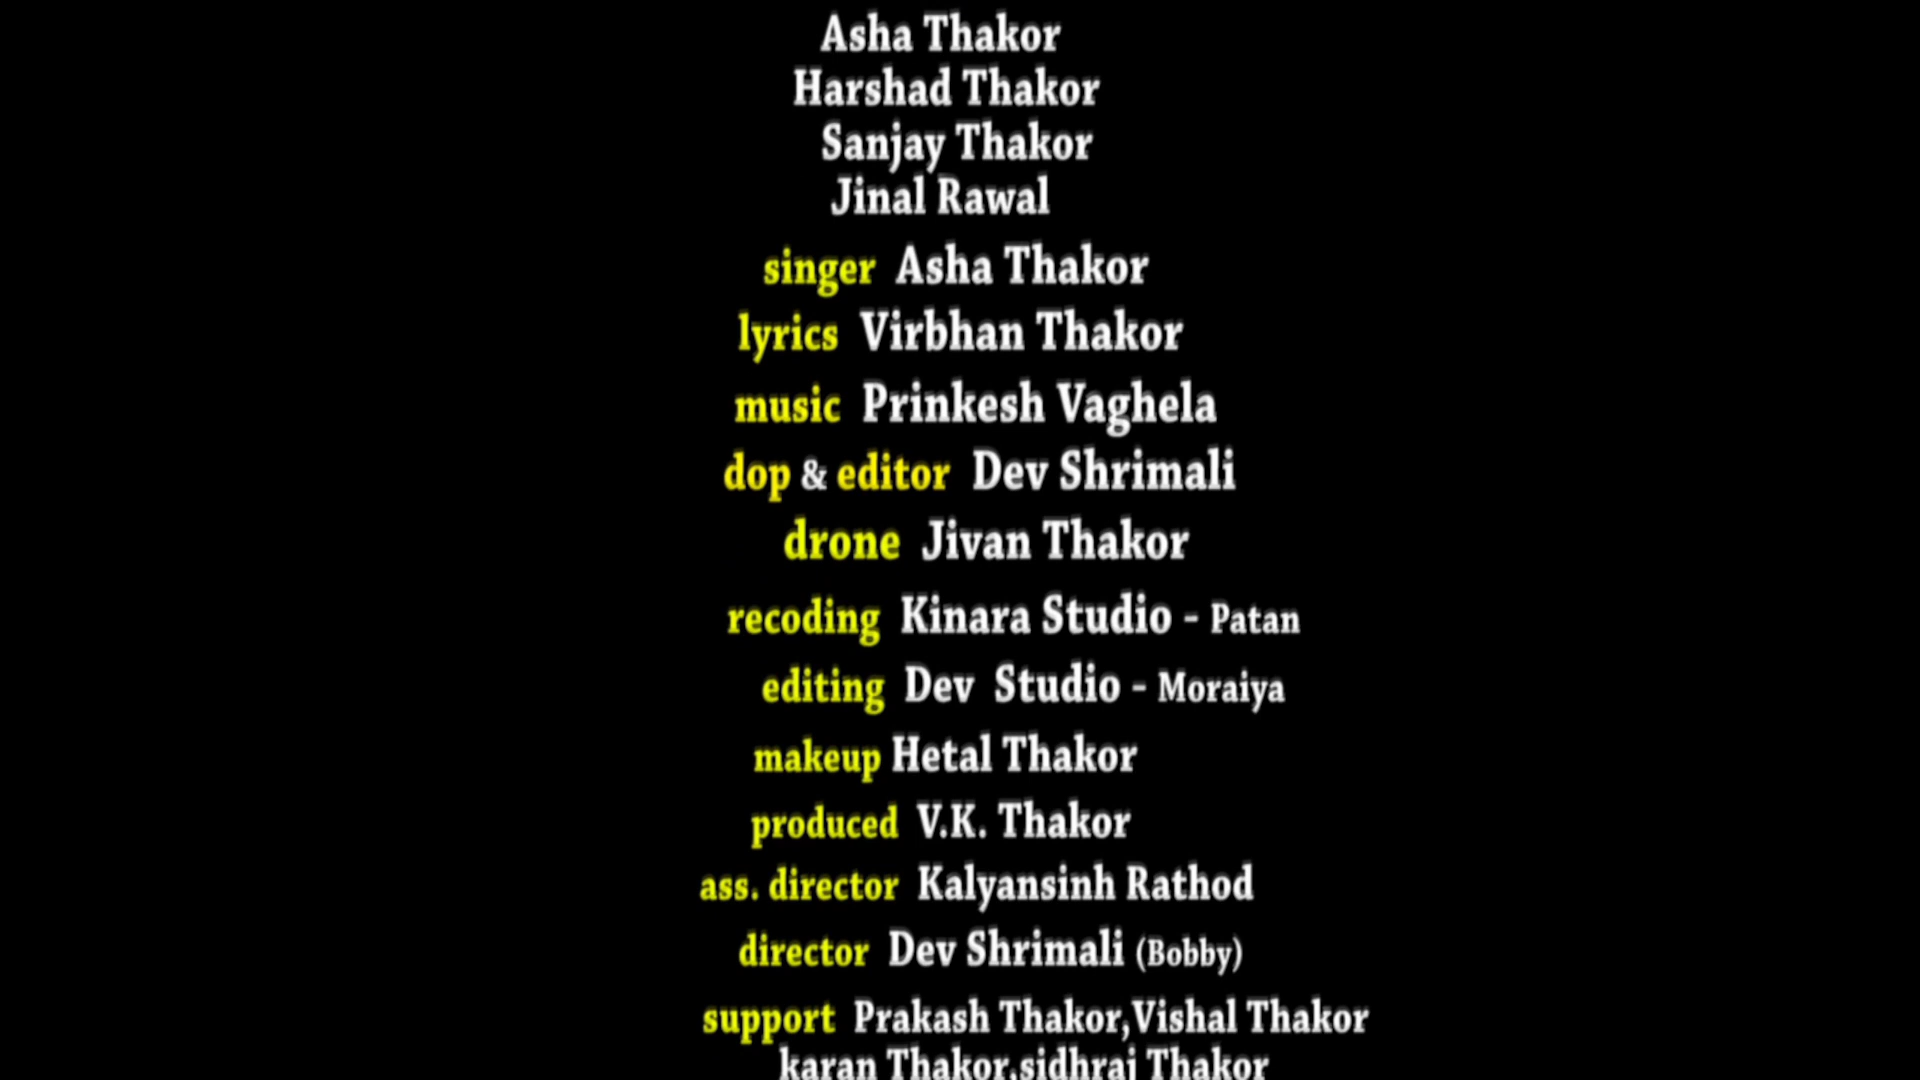 Asha Thakor
Harshad Thakor
Sanjay Thakor
Jinal Rawal
singer Asha Thakor
lyrics Virbhan Thakor
music Prinkesh Vaghela
dop & editor Dev Shrimali
drone Jivan Thakor
recoding Kinara Studio - Patan
editing Dev Studio - Moraiya
makeup Hetal Thakor
produced V.K. Thakor
ass. director Kalyansinh Rathod
director Dev Shrimali (Bobby)
support Prakash Thakor,Vishal Thakor
karan Thakor,sidhraj Thakor